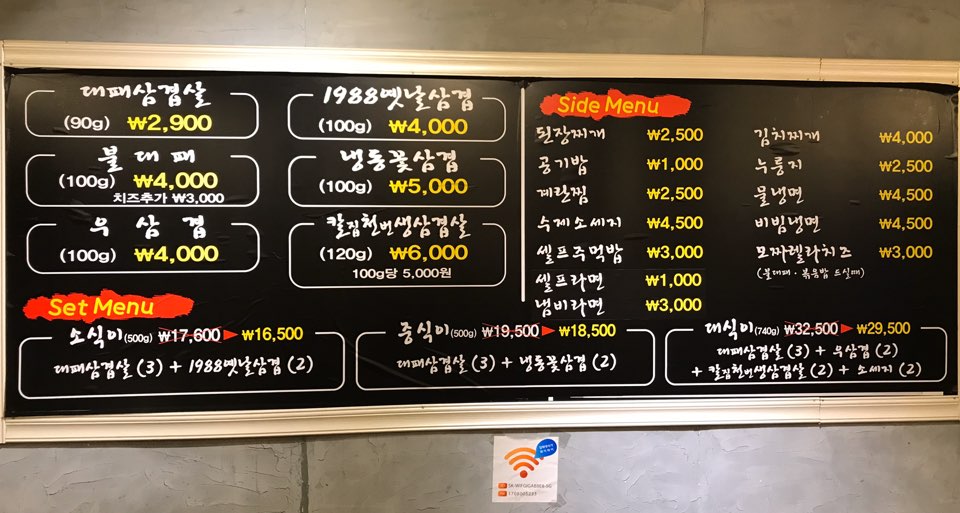 대패삼겹살
(90g) ₩2,900
1988옛날삼겹
(100g) ₩4,000
불대패
(100g) ₩4,000
치즈추가 ₩3,000
냉동꽃삼겹
(100g) ₩5,000
우삼겹
(100g) ₩4,000
칼집천번생삼겹살
(120g) ₩6,000
100g당 5,000원
Side Menu
된장찌개 ₩2,500
공기밥 ₩1,000
계란찜 ₩2,500
수제소세지 ₩4,500
셀프주먹밥 ₩3,000
셀프라면 ₩1,000
냄비라면 ₩3,000
김치찌개 ₩4,000
누룽지 ₩2,500
물냉면 ₩4,500
비빔냉면 ₩4,500
모짜렐라치즈 ₩3,000
(불대패·볶음밥 드실때)
Set Menu
소식이(500g) ₩17,600 ▶ ₩16,500
대패삼겹살 (3) + 1988옛날삼겹 (2)
중식이(500g) ₩19,500 ▶ ₩18,500
대패삼겹살 (3) + 냉동꽃삼겹 (2)
대식이(740g) ₩32,500 ▶ ₩29,500
대패삼겹살 (3) + 우삼겹 (2)
+ 칼집천번생삼겹살 (2) + 소세지 (2)